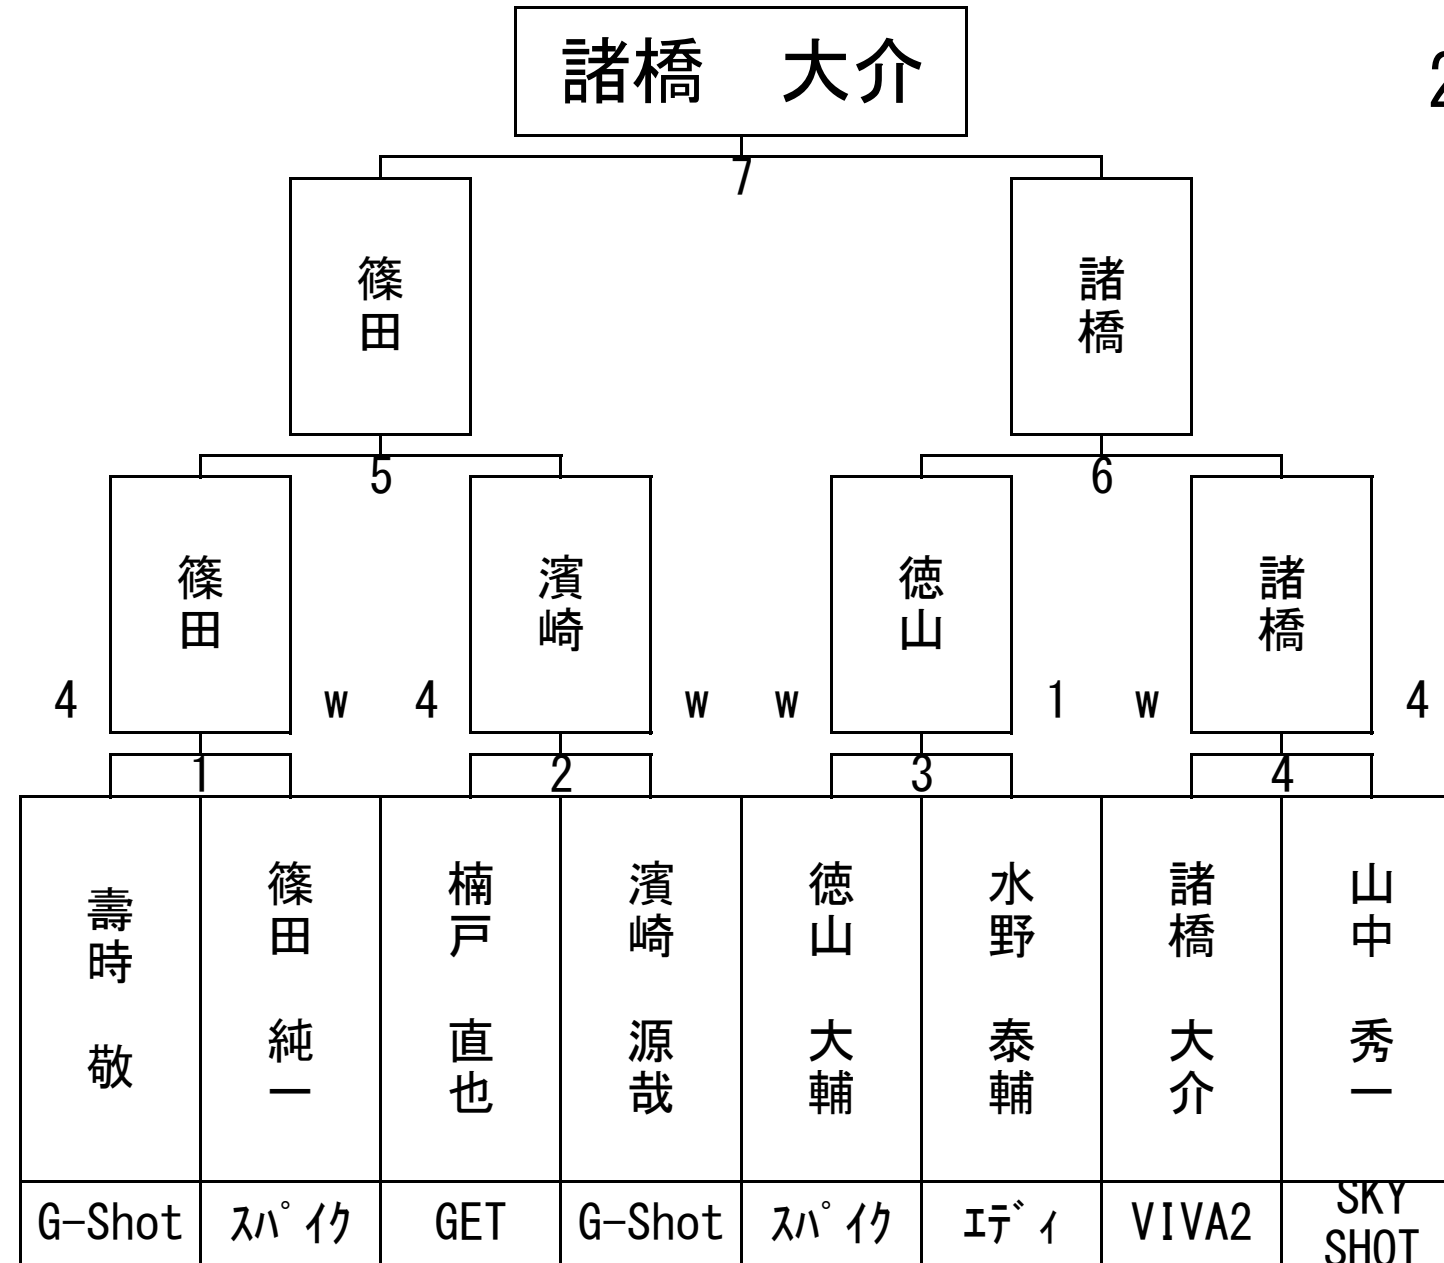 諸橋　大介
2
7
篠田
諸橋
5
6
篠田
濱崎
徳山
諸橋
4
w
4
w
w
1
w
4
1
2
3
4
壽時　敬
篠田　純一
楠戸　直也
濱崎　源哉
徳山　大輔
水野　泰輔
諸橋　大介
山中　秀一
G-Shot
ｽﾊﾟｲｸ
GET
G-Shot
ｽﾊﾟｲｸ
ｴﾃﾞｨ
VIVA2
SKY
SHOT